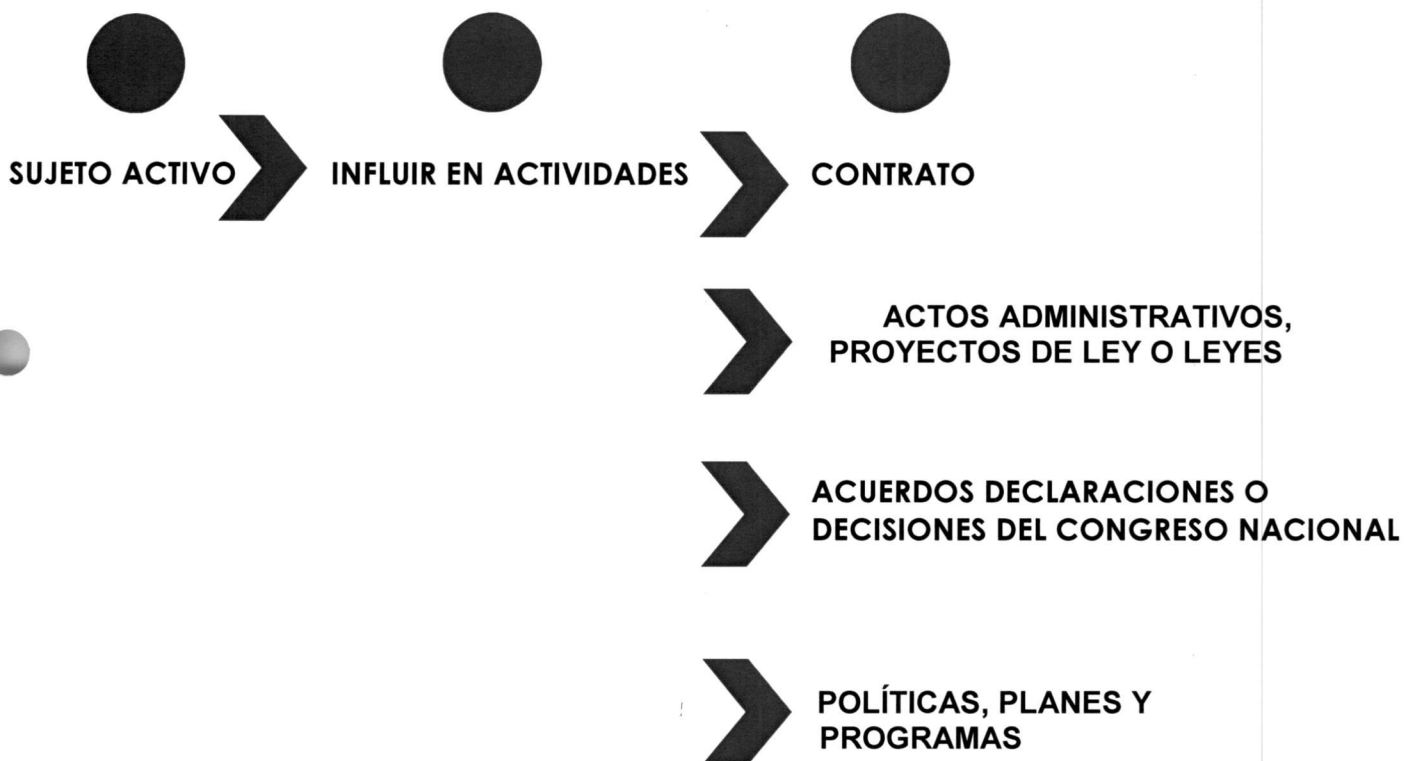 SUJETO ACTIVO
INFLUIR EN ACTIVIDADES
CONTRATO
ACTOS ADMINISTRATIVOS,
PROYECTOS DE LEY O LEYES
ACUERDOS DECLARACIONES O
DECISIONES DEL CONGRESO NACIONAL
POLÍTICAS, PLANES Y
PROGRAMAS